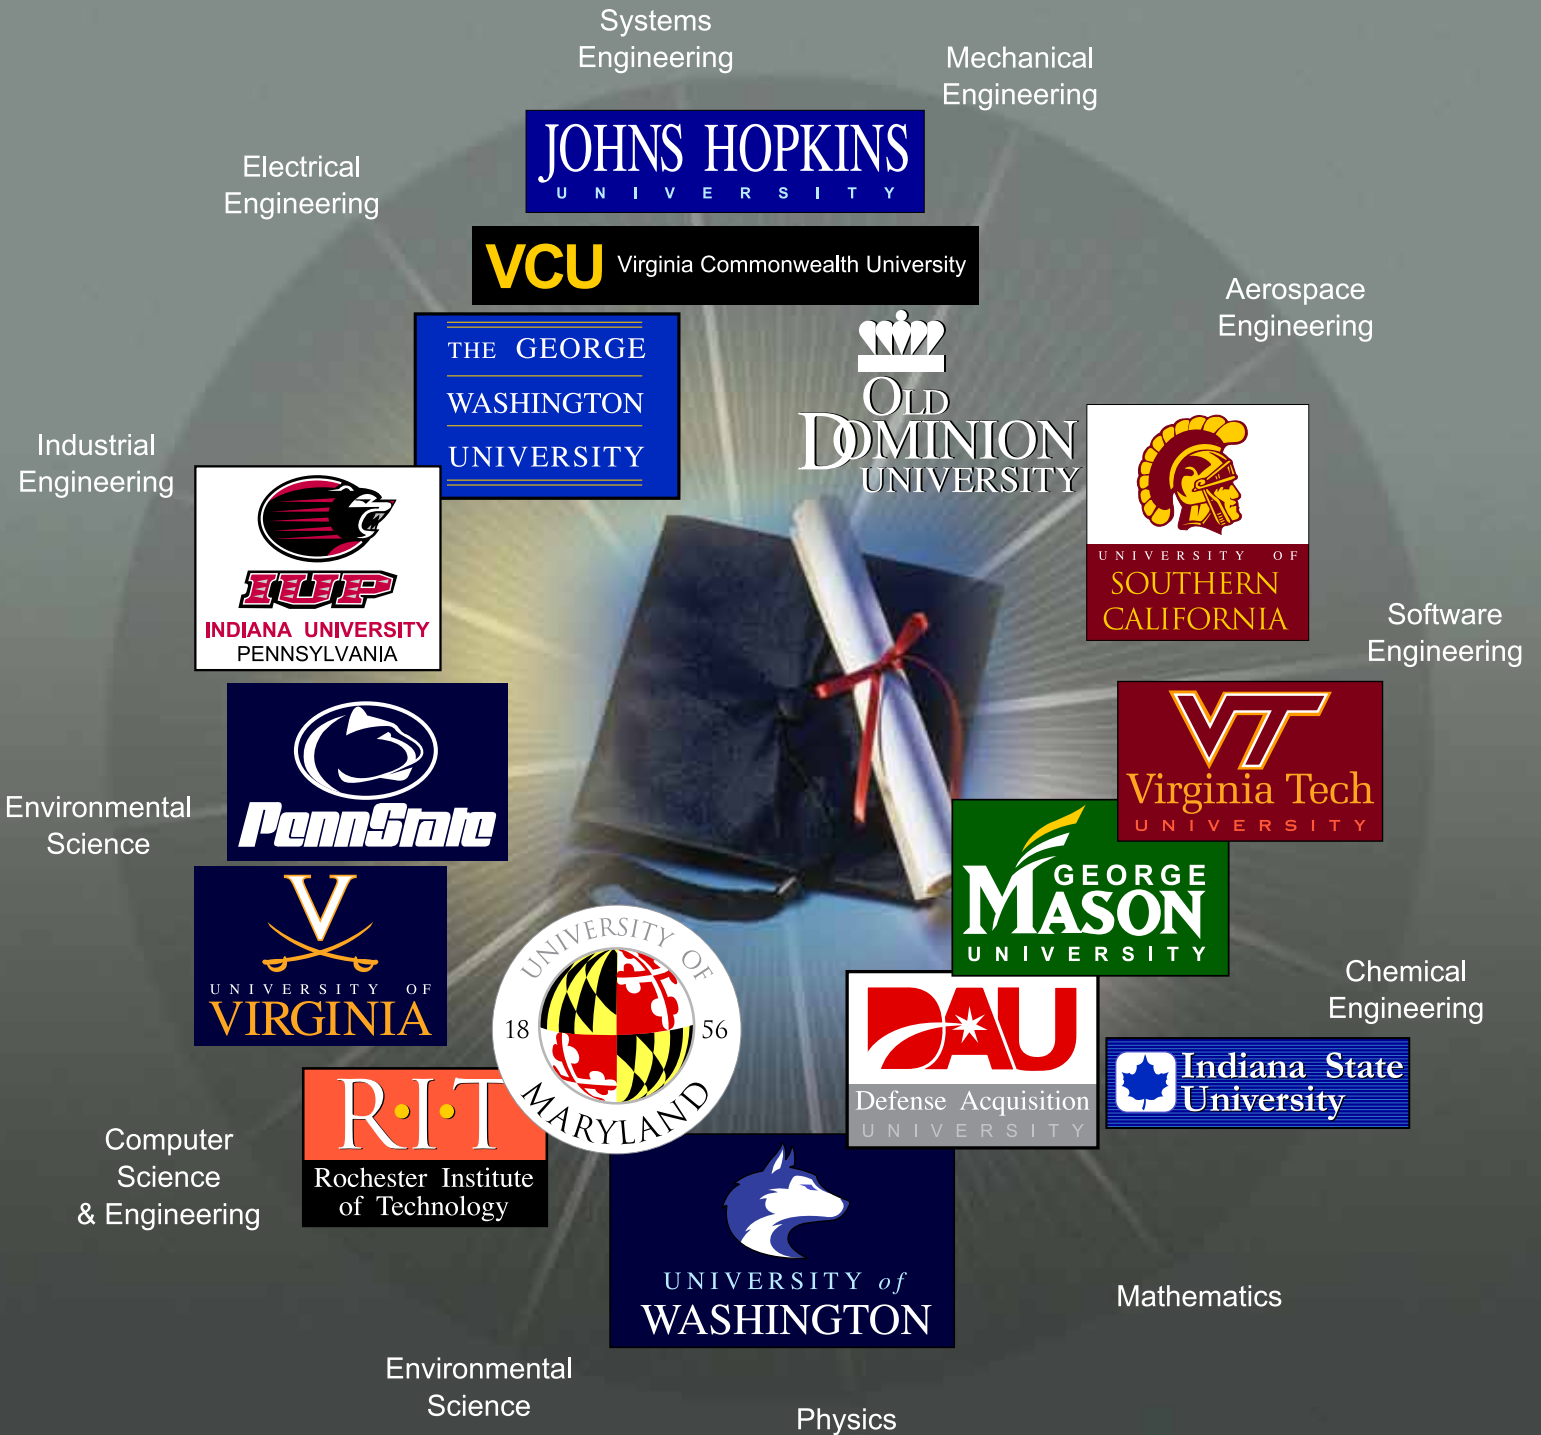 Systems
Engineering
Mechanical
Engineering
JOHNS HOPKINS
UNIVERSITY
Electrical
Engineering
VCU Virginia Commonwealth University
Aerospace
Engineering
THE GEORGE
WASHINGTON
UNIVERSITY
OLD
DOMINION
UNIVERSITY
Industrial
Engineering
IUP
INDIANA UNIVERSITY
PENNSYLVANIA
UNIVERSITY OF
SOUTHERN
CALIFORNIA
Software
Engineering
PennState
VT
Virginia Tech
UNIVERSITY
Environmental
Science
GEORGE
MASON
UNIVERSITY
V
UNIVERSITY OF
VIRGINIA
UNIVERSITY OF
18 56
MARYLAND
Chemical
Engineering
DAU
Defense Acquisition
UNIVERSITY
Indiana State
University
R·I·T
Rochester Institute
of Technology
Computer
Science
& Engineering
UNIVERSITY of
WASHINGTON
Mathematics
Environmental
Science
Physics